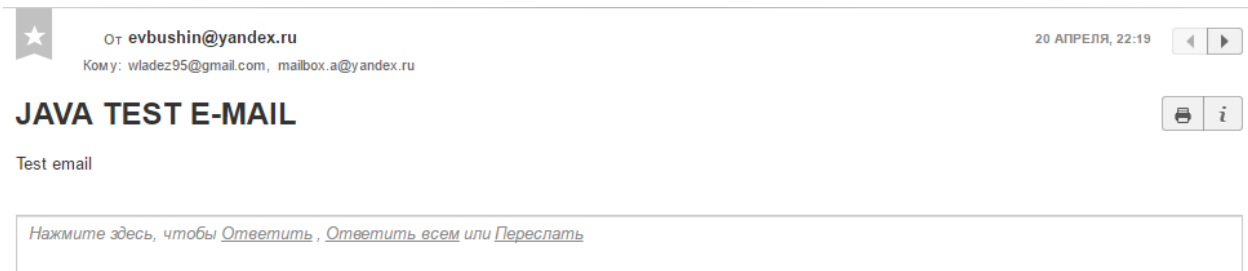 От evbushin@yandex.ru 20 АПРЕЛЯ, 22:19
Кому: wladez95@gmail.com, mailbox.a@yandex.ru
JAVA TEST E-MAIL
i
Test email
Нажмите здесь, чтобы Ответить , Ответить всем или Переслать